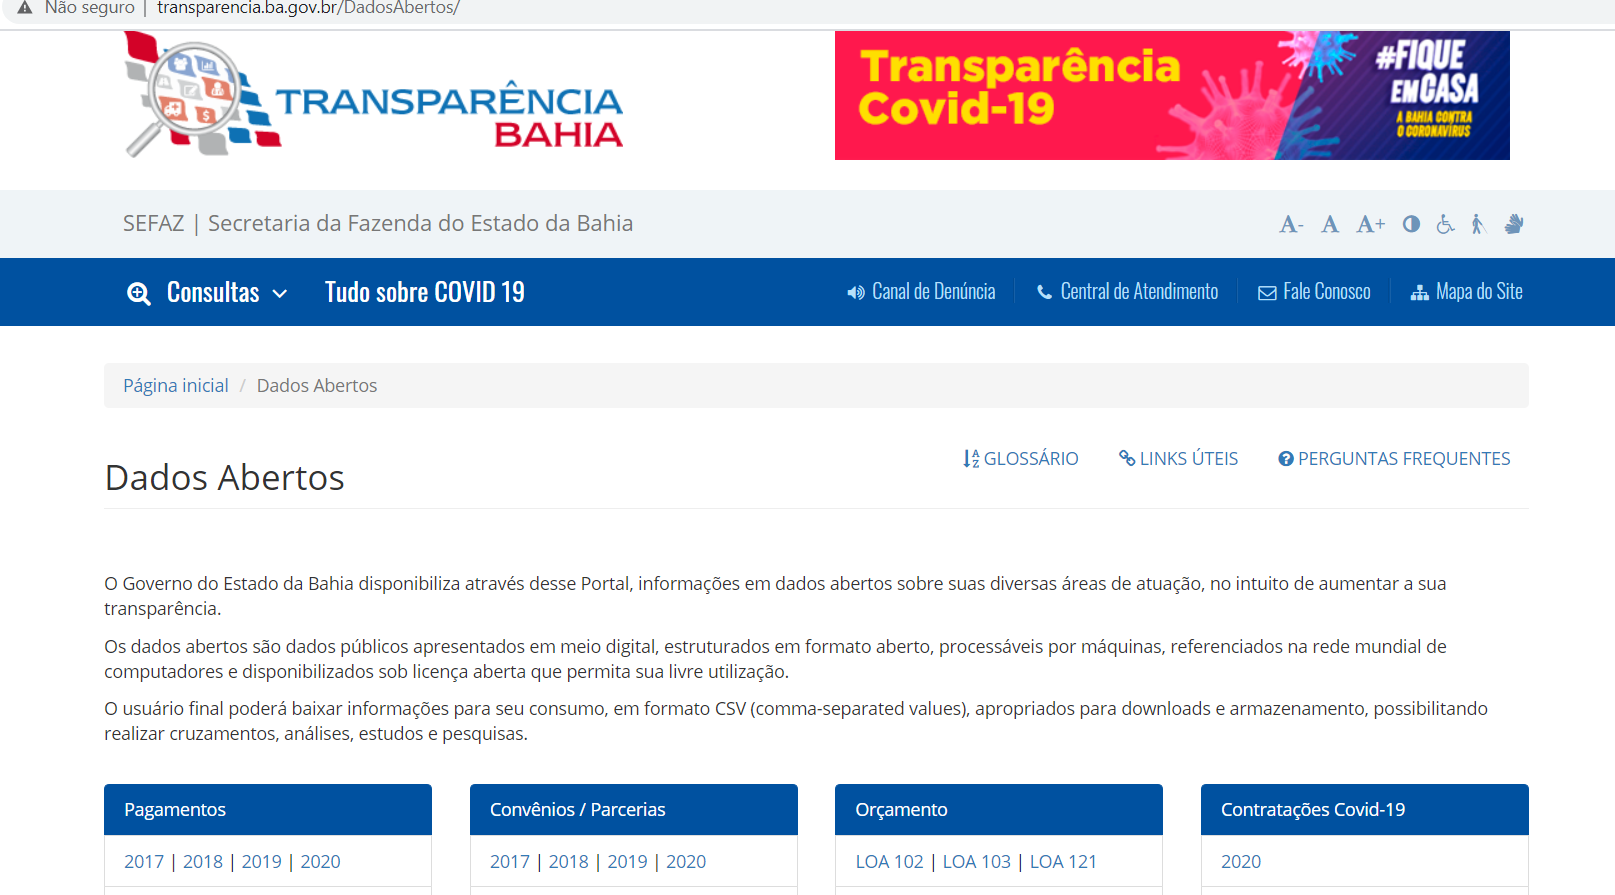 Não seguro | transparencia.ba.gov.br/DadosAbertos/
TRANSPARÊNCIA
BAHIA
Transparência
Covid-19
#FIQUE
EM CASA
A BAHIA CONTRA
O CORONAVÍRUS
SEFAZ | Secretaria da Fazenda do Estado da Bahia
A- A A+
Consultas Tudo sobre COVID 19 Canal de Denúncia Central de Atendimento Fale Conosco Mapa do Site
Página inicial / Dados Abertos
GLOSSÁRIO LINKS ÚTEIS PERGUNTAS FREQUENTES
Dados Abertos
O Governo do Estado da Bahia disponibiliza através desse Portal, informações em dados abertos sobre suas diversas áreas de atuação, no intuito de aumentar a sua
transparência.
Os dados abertos são dados públicos apresentados em meio digital, estruturados em formato aberto, processáveis por máquinas, referenciados na rede mundial de
computadores e disponibilizados sob licença aberta que permita sua livre utilização.
O usuário final poderá baixar informações para seu consumo, em formato CSV (comma-separated values), apropriados para downloads e armazenamento, possibilitando
realizar cruzamentos, análises, estudos e pesquisas.
Pagamentos
2017 | 2018 | 2019 | 2020
Convênios / Parcerias
2017 | 2018 | 2019 | 2020
Orçamento
LOA 102 | LOA 103 | LOA 121
Contratações Covid-19
2020